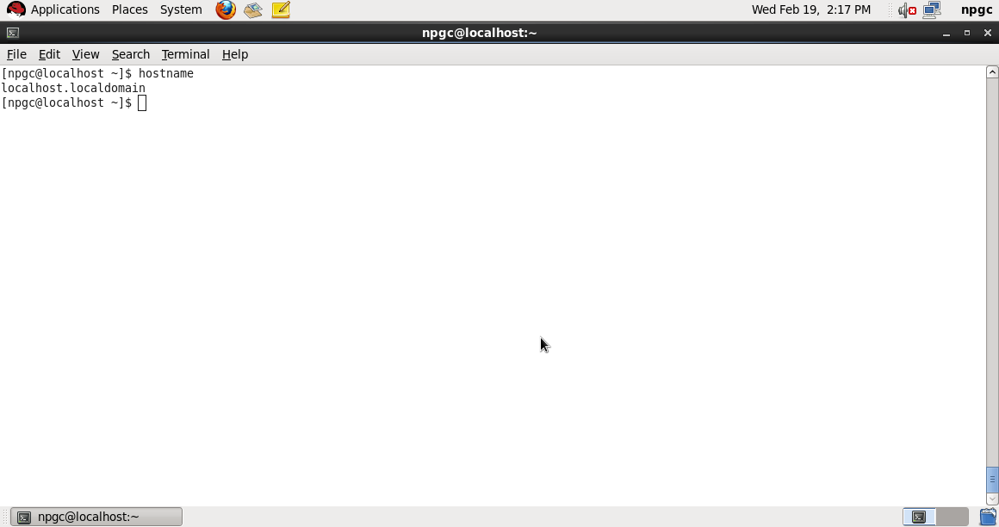 Applications Places System Wed Feb 19, 2:17 PM npgc
npgc@localhost:~
File Edit View Search Terminal Help
[npgc@localhost ~]$ hostname
localhost.localdomain
[npgc@localhost ~]$
npgc@localhost:~